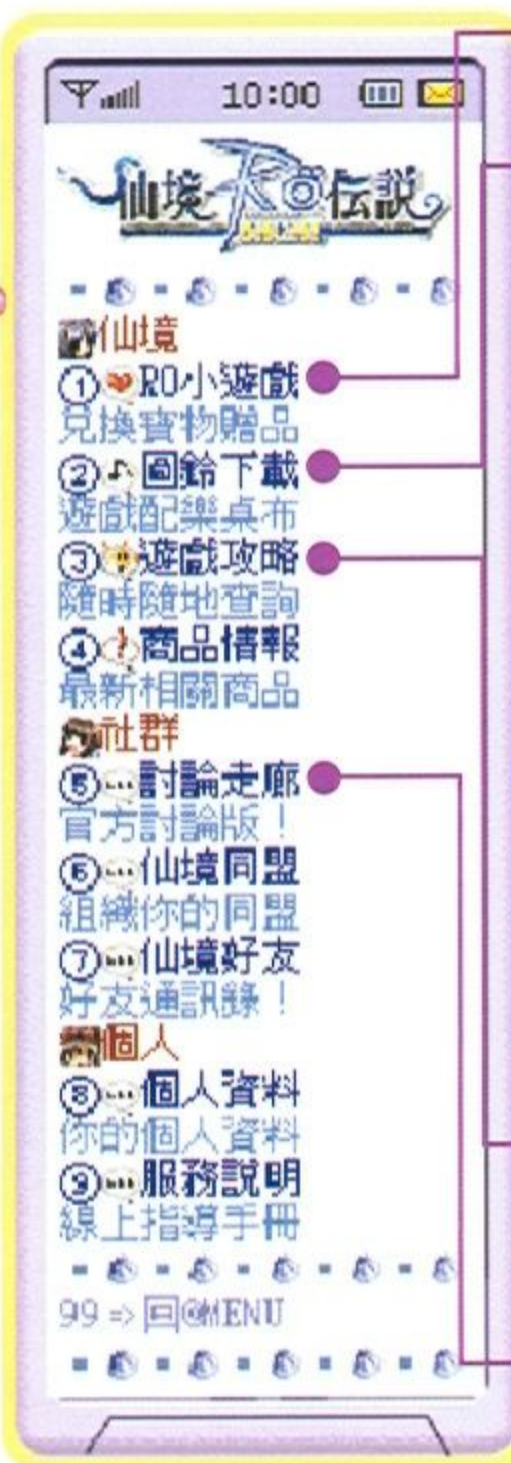 10:00
仙境RO伝説
仙境
① RO小遊戲
兌換寶物贈品
② 圖鈴下載
遊戲配樂桌布
③ 遊戲攻略
隨時隨地查詢
④ 商品情報
最新相關商品
社群
⑤ 討論走廊
官方討論版！
⑥ 仙境同盟
組織你的同盟
⑦ 仙境好友
好友通訊錄！
個人
⑧ 個人資料
你的個人資料
⑨ 服務說明
線上指導手冊
99 => 回@MENU